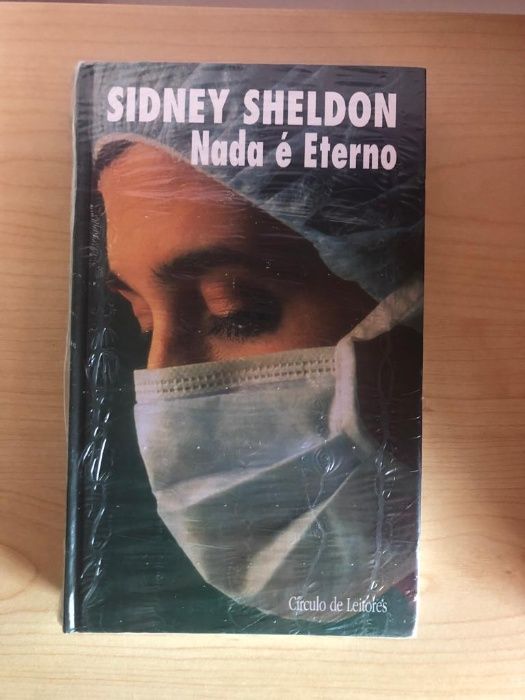 SIDNEY SHELDON
Nada é Eterno
Círculo de Leitores